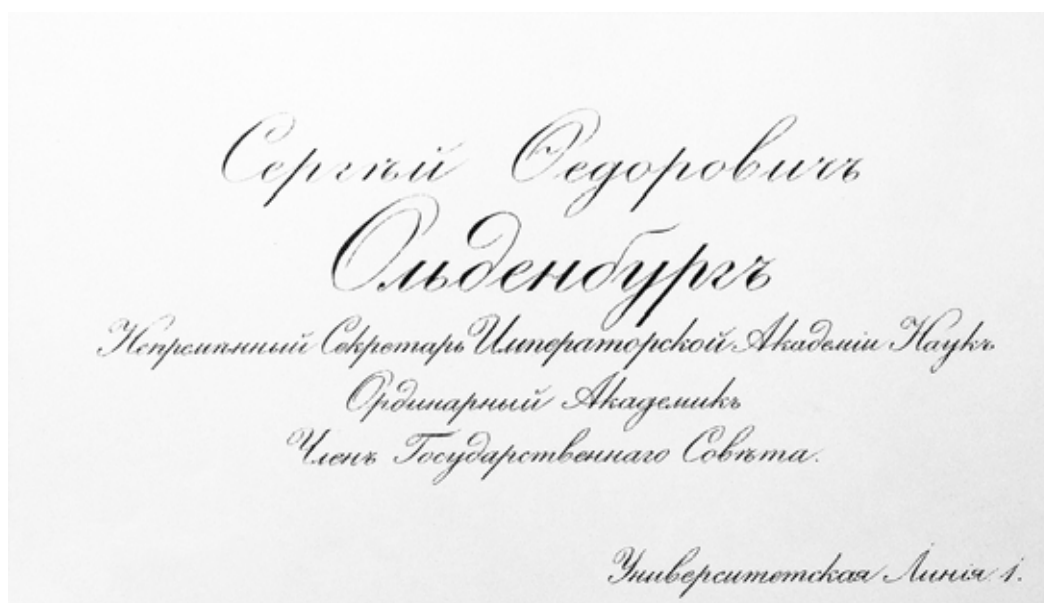 Сергѣй Ѳедоровичъ
Ольденбургъ
Непремѣнный Секретарь Императорской Академіи Наукъ
Ординарный Академикъ
Членъ Государственнаго Совѣта.
Университетская Линія 1.